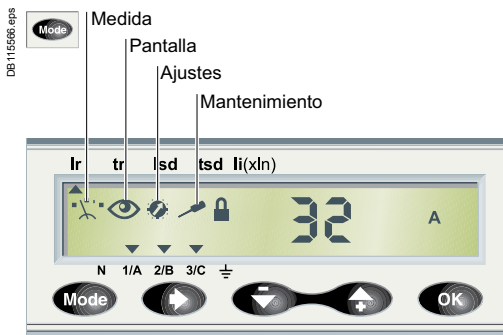 DB115566.eps
Mode
Medida
Pantalla
Ajustes
Mantenimiento
Ir tr Isd tsd Ii(xIn)
32 A
N 1/A 2/B 3/C
Mode - + OK